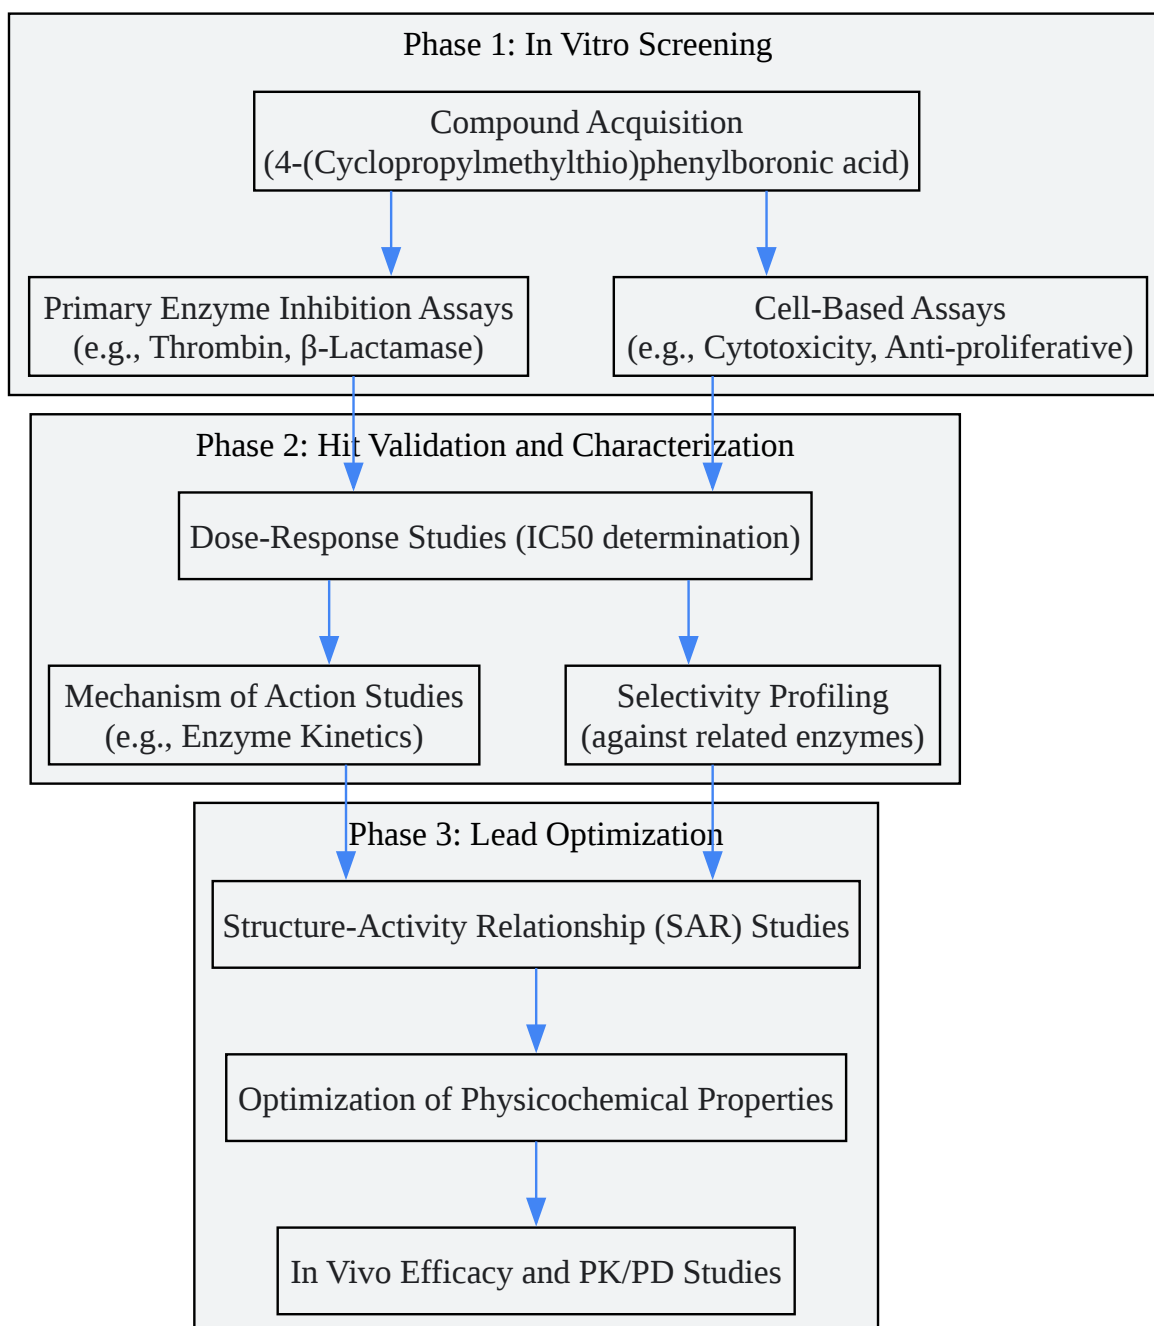 Phase 1: In Vitro Screening
Compound Acquisition
(4-(Cyclopropylmethylthio)phenylboronic acid)
Primary Enzyme Inhibition Assays
(e.g., Thrombin, β-Lactamase)
Cell-Based Assays
(e.g., Cytotoxicity, Anti-proliferative)
Phase 2: Hit Validation and Characterization
Dose-Response Studies (IC50 determination)
Mechanism of Action Studies
(e.g., Enzyme Kinetics)
Selectivity Profiling
(against related enzymes)
Phase 3: Lead Optimization
Structure-Activity Relationship (SAR) Studies
Optimization of Physicochemical Properties
In Vivo Efficacy and PK/PD Studies